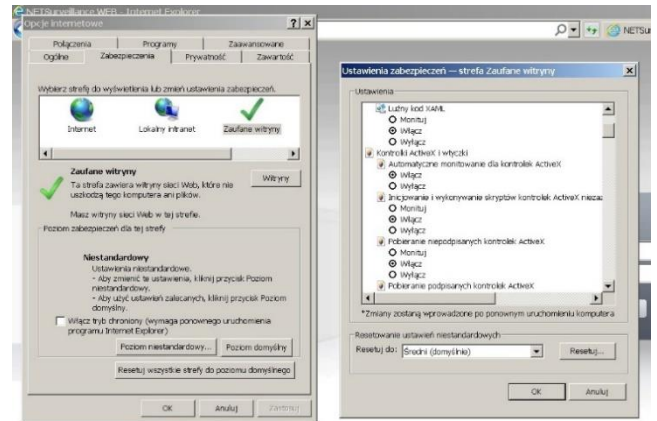 NETSurveillance WEB - Internet Explorer
Opcje internetowe
Połączenia Programy Zaawansowane
Ogólne Zabezpieczenia Prywatność Zawartość
Wybierz strefę do wyświetlenia lub zmień ustawienia zabezpieczeń.
Internet Lokalny intranet Zaufane witryny
Zaufane witryny
Ta strefa zawiera witryny sieci Web, które nie
uszkodzą tego komputera ani plików.
Witryny
Masz witryny sieci Web w tej strefie.
Poziom zabezpieczeń dla tej strefy
Niestandardowy
Ustawienia niestandardowe.
- Aby zmienić te ustawienia, kliknij przycisk Poziom
niestandardowy.
- Aby użyć ustawień zalecanych, kliknij przycisk Poziom
domyślny.
Włącz tryb chroniony (wymaga ponownego uruchomienia
programu Internet Explorer)
Poziom niestandardowy... Poziom domyślny
Resetuj wszystkie strefy do poziomu domyślnego
OK Anuluj Zastosuj
NETSu
Ustawienia zabezpieczeń — strefa Zaufane witryny
Ustawienia
Luźny kod XAML
Monituj
Włącz
Wyłącz
Kontrolki ActiveX i wtyczki
Automatyczne monitowanie dla kontrolek ActiveX
Włącz
Wyłącz
Inicjowanie i wykonywanie skryptów kontrolek ActiveX niezaz
Monituj
Włącz
Wyłącz
Pobieranie niepodpisanych kontrolek ActiveX
Monituj
Włącz
Wyłącz
Pobieranie podpisanych kontrolek ActiveX
*Zmiany zostaną wprowadzone po ponownym uruchomieniu komputera
Resetowanie ustawień niestandardowych
Resetuj do: Średni (domyślnie) Resetuj...
OK Anuluj